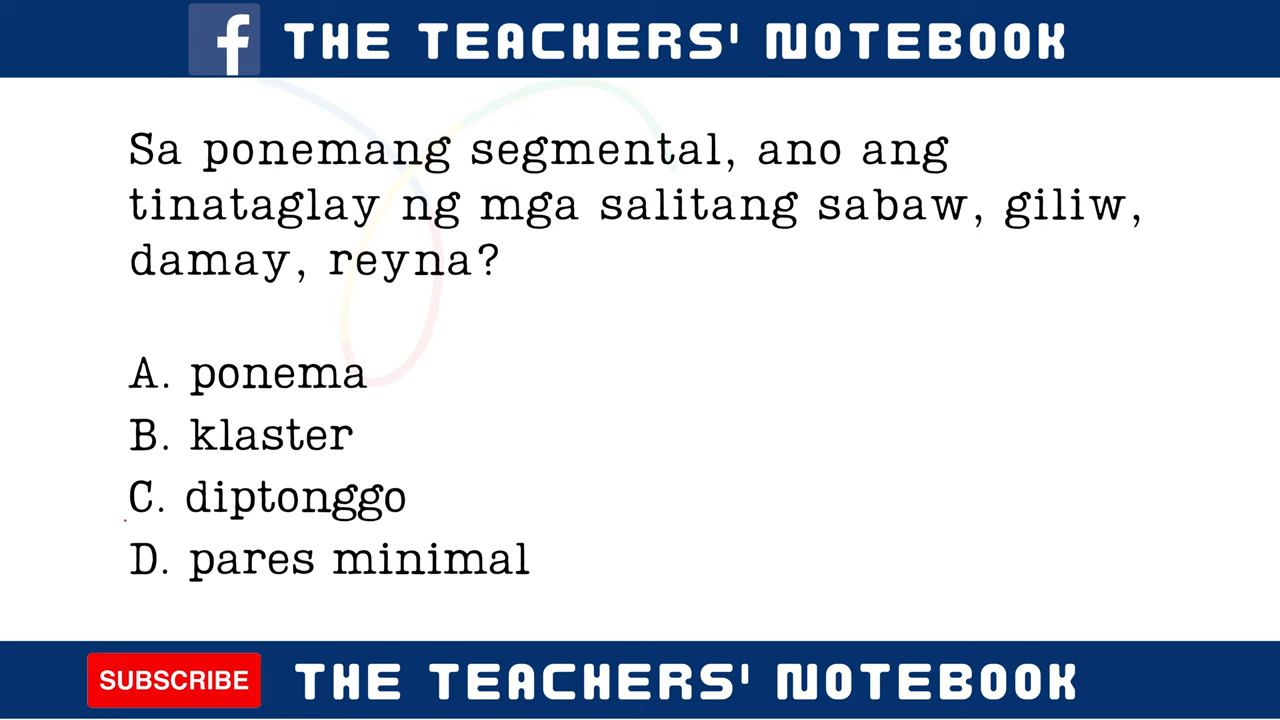 THE TEACHERS' NOTEBOOK
Sa ponemang segmental, ano ang
tinataglay ng mga salitang sabaw, giliw,
damay, reyna?
A. ponema
B. klaster
C. diptonggo
D. pares minimal
SUBSCRIBE THE TEACHERS' NOTEBOOK